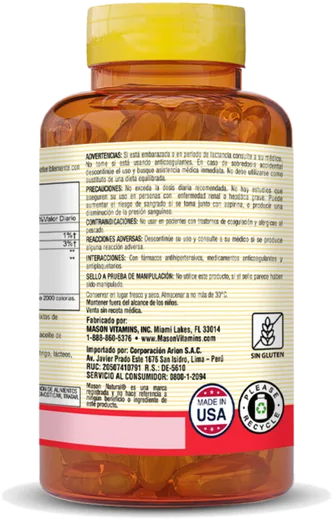 ADVERTENCIAS: Si está embarazada o en periodo de lactancia consulte a su médico.
No tome si está usando anticoagulantes. En caso de sobredosis accidental
descontinúe el uso y busque asistencia médica inmediata. No debe utilizarse como
sustituto de una dieta equilibrada.
PRECAUCIONES: No exceda la dosis diaria recomendada. No hay estudios que
aseguren su uso en personas con enfermedad renal o hepática grave. Puede
aumentar el riesgo de sangrado si se toma junto con aspirina, o producir una
disminución de la presión sanguínea.
CONTRAINDICACIONES: No usar en pacientes con trastornos de coagulación y alérgicos al
pescado
REACCIONES ADVERSAS: Descontinúe su uso y consulte a su médico si se produce
alguna reacción adversa.
INTERACCIONES: Con fármacos antihipertensivos, medicamentos anticoagulantes y
antiplaquetarios
SELLO A PRUEBA DE MANIPULACIÓN: No utilice este producto, si el sello parece haber
sido manipulado.
Conservar en lugar fresco y seco. Almacenar a no más de 30°C.
Mantener fuera del alcance de los niños.
Venta sin receta médica.
Fabricado por:
MASON VITAMINS, INC. Miami Lakes, FL 33014
1-888-860-5376 • www.MasonVitamins.com
Importado por: Corporación Arion S.A.C.
Av. Javier Prado Este 1676 San Isidro, Lima – Perú
RUC: 20567410791 R.S.: DE-5610
SERVICIO AL CONSUMIDOR: 0800-1-2094
Mason Natural® es una marca
registrada y no hace referencia a
ningún beneficio o ingrediente de
este producto.
SIN GLUTEN
MADE IN
USA
PLEASE
RECYCLE
Valor Diario
1%†
3%†
**
**
2000 calorías.